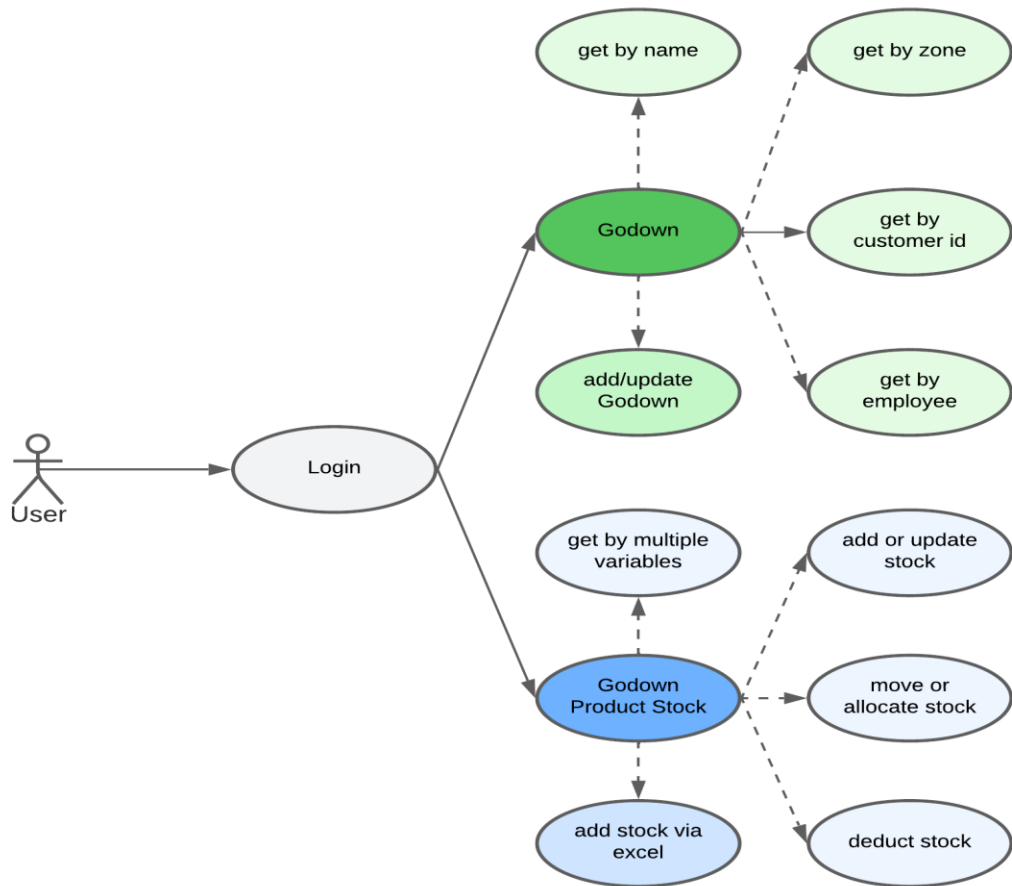 get by name
get by zone
Godown
get by
customer id
add/update
Godown
get by
employee
Login
User
get by multiple
variables
add or update
stock
Godown
Product Stock
move or
allocate stock
add stock via
excel
deduct stock